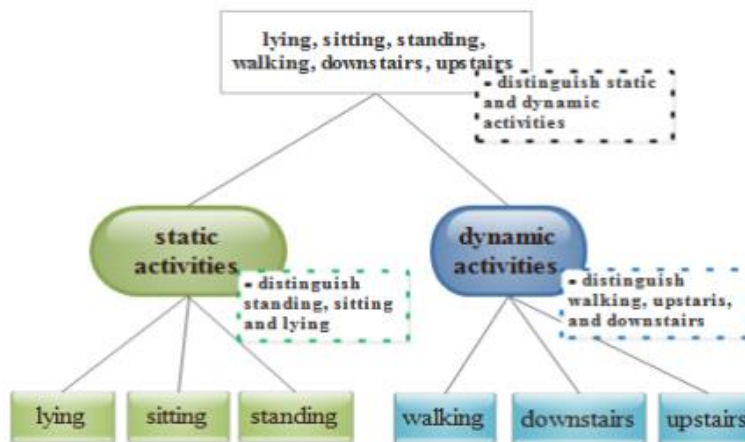 lying, sitting, standing,
walking, downstairs, upstairs
- distinguish static
and dynamic
activities
static
activities
- distinguish
standing, sitting
and lying
dynamic
activities
- distinguish
walking, upstaris,
and downstairs
lying
sitting
standing
walking
downstairs
upstairs